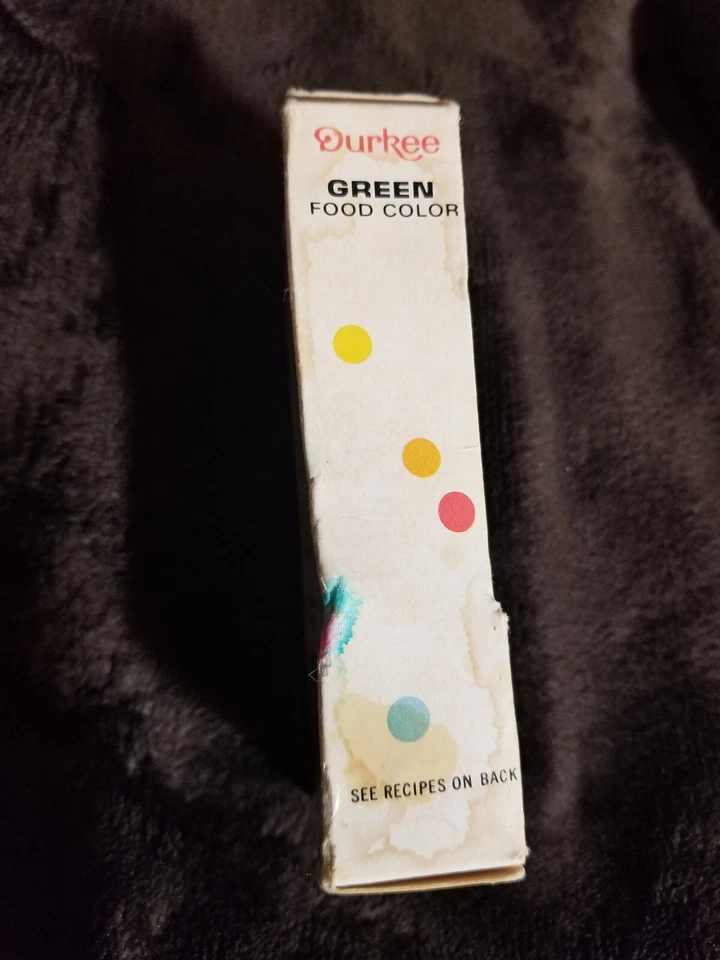 Durkee
GREEN
FOOD COLOR
SEE RECIPES ON BACK